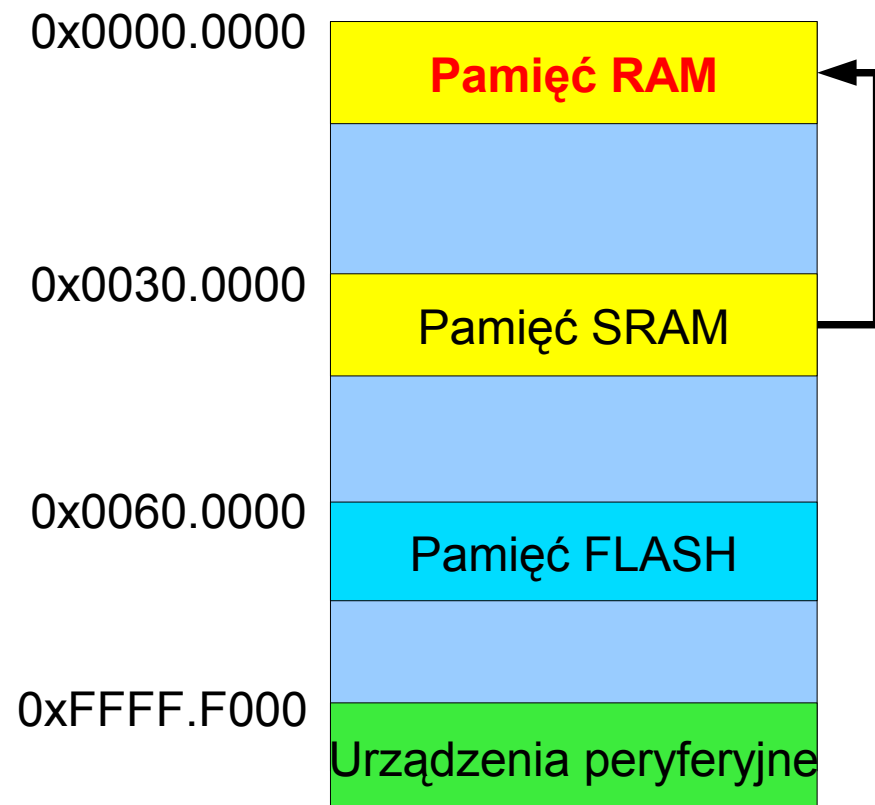 0x0000.0000
Pamięć RAM
0x0030.0000
Pamięć SRAM
0x0060.0000
Pamięć FLASH
0xFFFF.F000
Urządzenia peryferyjne